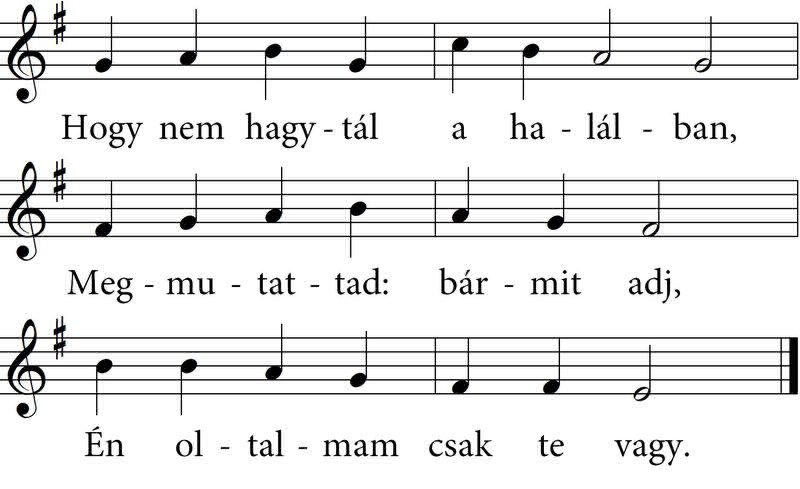 Hogy nem hagy - tál a ha - lál - ban,
Meg - mu - tat - tad: bár - mit adj,
Én ol - tal - mam csak te vagy.